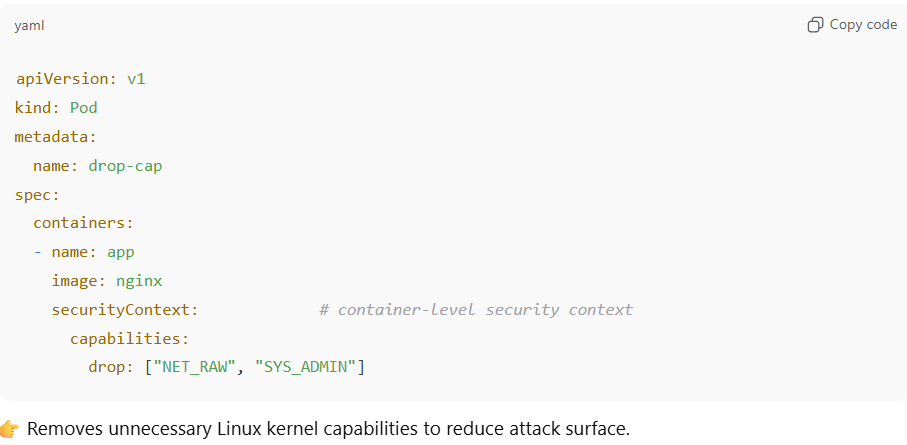 yaml
Copy code
apiVersion: v1
kind: Pod
metadata:
  name: drop-cap
spec:
  containers:
  - name: app
    image: nginx
    securityContext:             # container-level security context
      capabilities:
        drop: ["NET_RAW", "SYS_ADMIN"]
👉 Removes unnecessary Linux kernel capabilities to reduce attack surface.